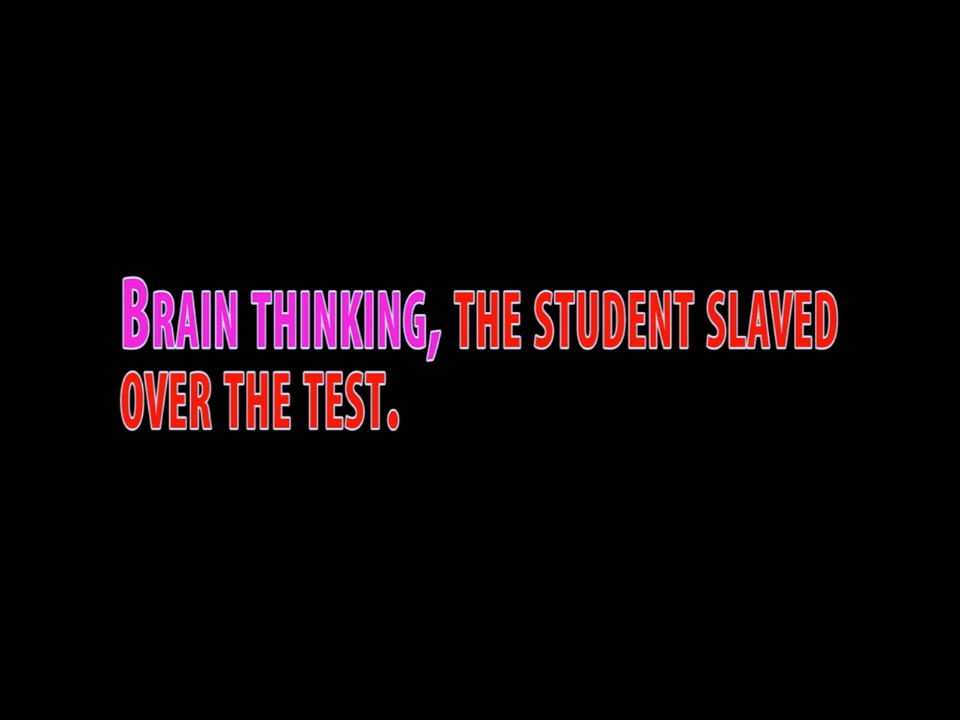 Brain thinking, the student slaved
over the test.